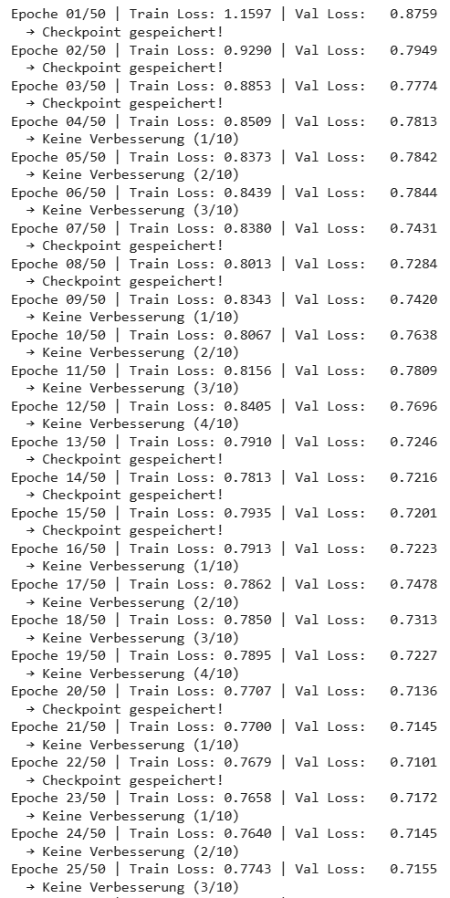 Epoche 01/50 | Train Loss: 1.1597 | Val Loss:   0.8759
  → Checkpoint gespeichert!
Epoche 02/50 | Train Loss: 0.9290 | Val Loss:   0.7949
  → Checkpoint gespeichert!
Epoche 03/50 | Train Loss: 0.8853 | Val Loss:   0.7774
  → Checkpoint gespeichert!
Epoche 04/50 | Train Loss: 0.8509 | Val Loss:   0.7813
  → Keine Verbesserung (1/10)
Epoche 05/50 | Train Loss: 0.8373 | Val Loss:   0.7842
  → Keine Verbesserung (2/10)
Epoche 06/50 | Train Loss: 0.8439 | Val Loss:   0.7844
  → Keine Verbesserung (3/10)
Epoche 07/50 | Train Loss: 0.8380 | Val Loss:   0.7431
  → Checkpoint gespeichert!
Epoche 08/50 | Train Loss: 0.8013 | Val Loss:   0.7284
  → Checkpoint gespeichert!
Epoche 09/50 | Train Loss: 0.8343 | Val Loss:   0.7420
  → Keine Verbesserung (1/10)
Epoche 10/50 | Train Loss: 0.8067 | Val Loss:   0.7638
  → Keine Verbesserung (2/10)
Epoche 11/50 | Train Loss: 0.8156 | Val Loss:   0.7809
  → Keine Verbesserung (3/10)
Epoche 12/50 | Train Loss: 0.8405 | Val Loss:   0.7696
  → Keine Verbesserung (4/10)
Epoche 13/50 | Train Loss: 0.7910 | Val Loss:   0.7246
  → Checkpoint gespeichert!
Epoche 14/50 | Train Loss: 0.7813 | Val Loss:   0.7216
  → Checkpoint gespeichert!
Epoche 15/50 | Train Loss: 0.7935 | Val Loss:   0.7201
  → Checkpoint gespeichert!
Epoche 16/50 | Train Loss: 0.7913 | Val Loss:   0.7223
  → Keine Verbesserung (1/10)
Epoche 17/50 | Train Loss: 0.7862 | Val Loss:   0.7478
  → Keine Verbesserung (2/10)
Epoche 18/50 | Train Loss: 0.7850 | Val Loss:   0.7313
  → Keine Verbesserung (3/10)
Epoche 19/50 | Train Loss: 0.7895 | Val Loss:   0.7227
  → Keine Verbesserung (4/10)
Epoche 20/50 | Train Loss: 0.7707 | Val Loss:   0.7136
  → Checkpoint gespeichert!
Epoche 21/50 | Train Loss: 0.7700 | Val Loss:   0.7145
  → Keine Verbesserung (1/10)
Epoche 22/50 | Train Loss: 0.7679 | Val Loss:   0.7101
  → Checkpoint gespeichert!
Epoche 23/50 | Train Loss: 0.7658 | Val Loss:   0.7172
  → Keine Verbesserung (1/10)
Epoche 24/50 | Train Loss: 0.7640 | Val Loss:   0.7145
  → Keine Verbesserung (2/10)
Epoche 25/50 | Train Loss: 0.7743 | Val Loss:   0.7155
  → Keine Verbesserung (3/10)